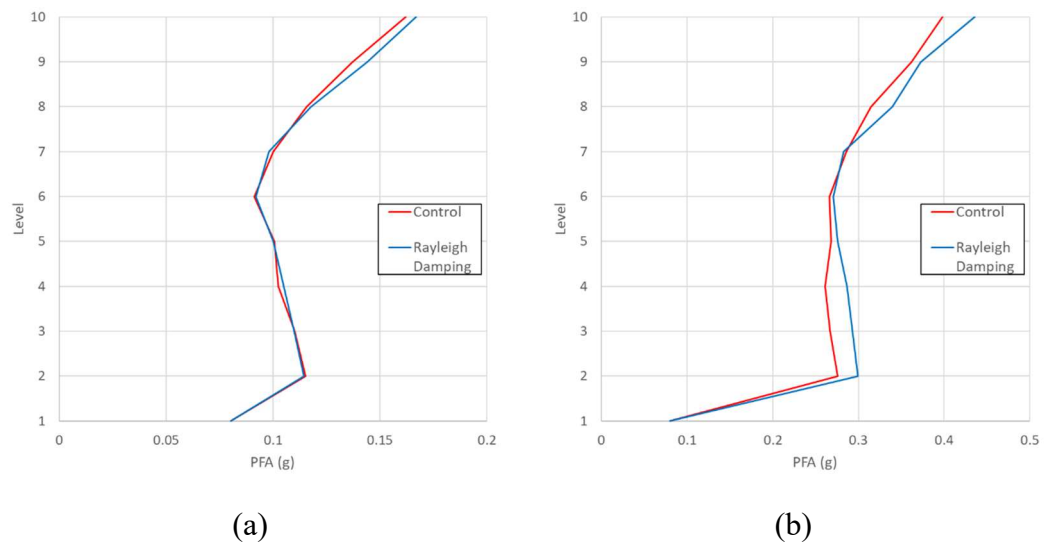 10
9
8
7
6
5
4
3
2
1
Level
0
0.05
0.1
0.15
0.2
PFA (g)
Control
Rayleigh
Damping
(a)
10
9
8
7
6
5
4
3
2
1
Level
0
0.1
0.2
0.3
0.4
0.5
PFA (g)
Control
Rayleigh
Damping
(b)